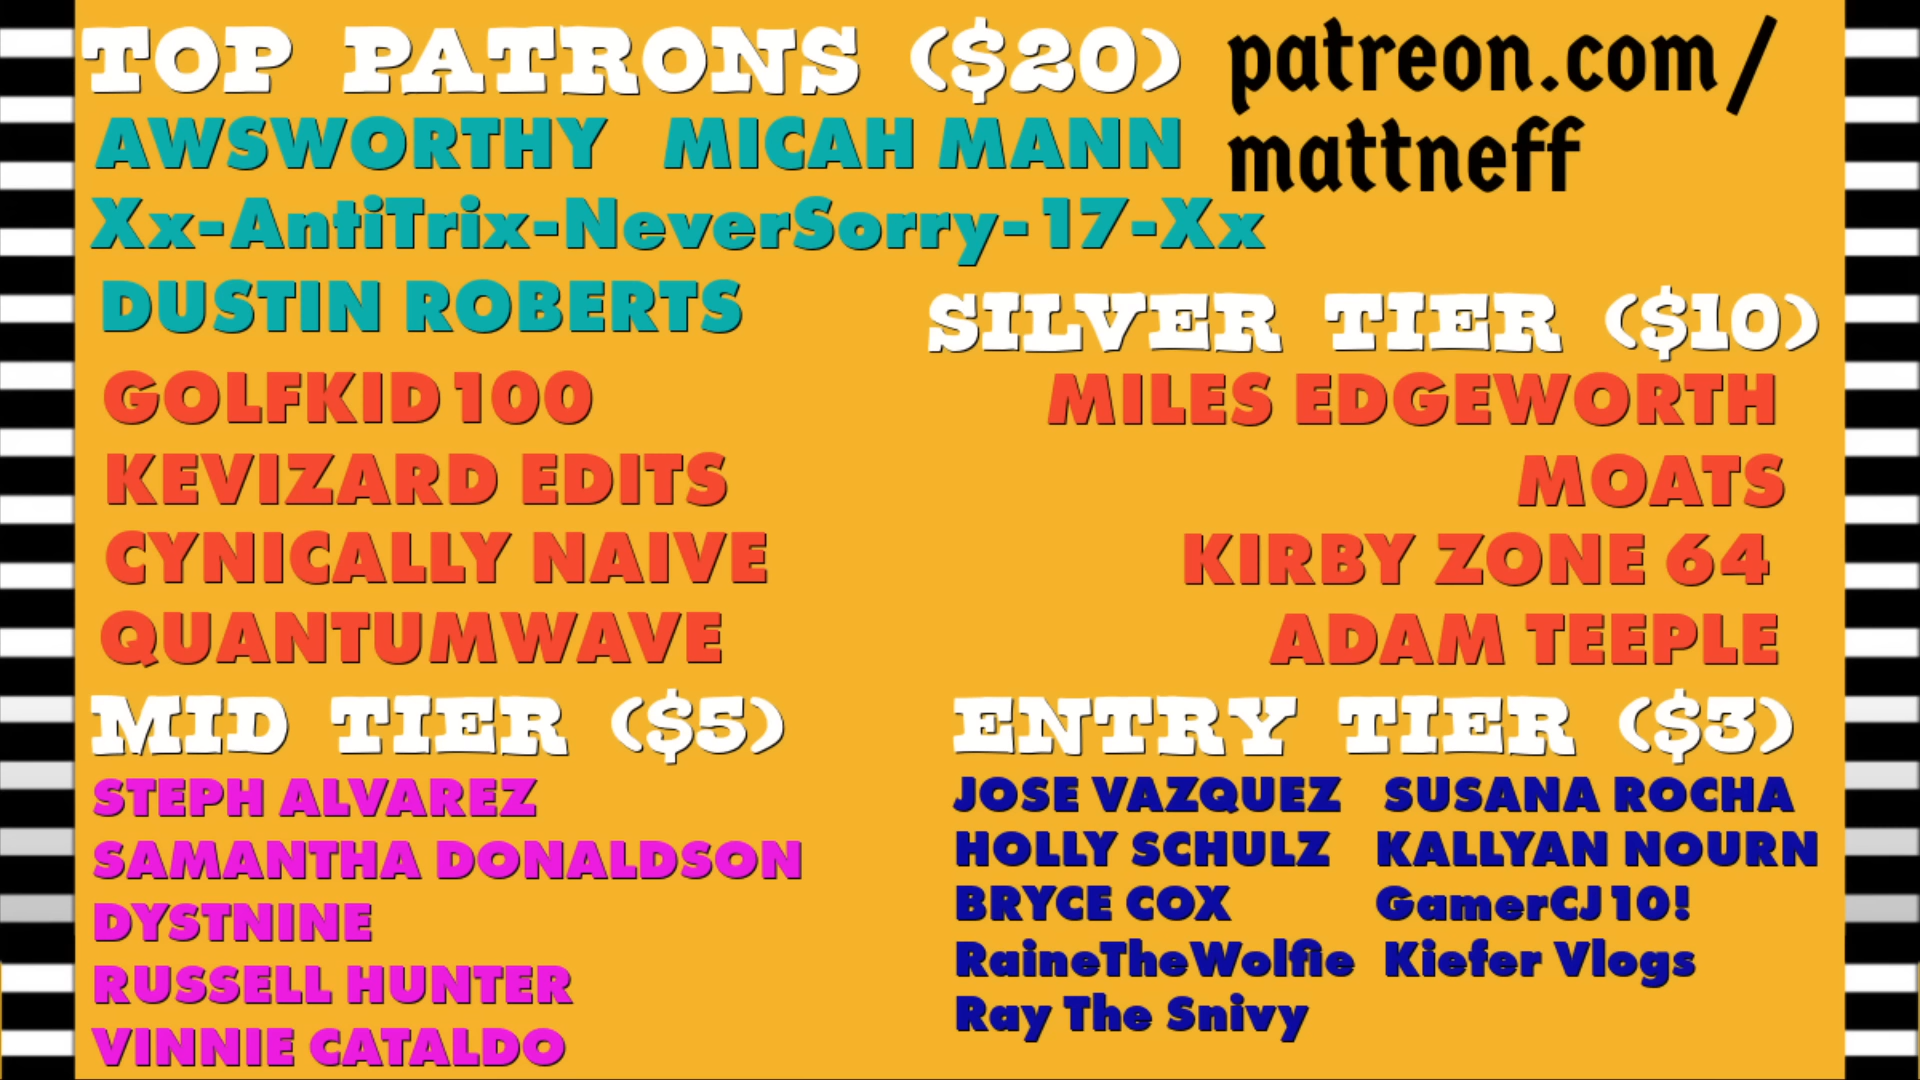 TOP PATRONS ($20)
patreon.com/
mattneff
AWSWORTHY MICAH MANN
Xx-AntiTrix-NeverSorry-17-Xx
DUSTIN ROBERTS
GOLFKID100
KEVIZARD EDITS
CYNICALLY NAIVE
QUANTUMWAVE
SILVER TIER ($10)
MILES EDGEWORTH
MOATS
KIRBY ZONE 64
ADAM TEEPLE
MID TIER ($5)
STEPH ALVAREZ
SAMANTHA DONALDSON
DYSTNINE
RUSSELL HUNTER
VINNIE CATALDO
ENTRY TIER ($3)
JOSE VAZQUEZ SUSANA ROCHA
HOLLY SCHULZ KALLYAN NOURN
BRYCE COX GamerCJ10!
RaineTheWolfie Kiefer Vlogs
Ray The Snivy